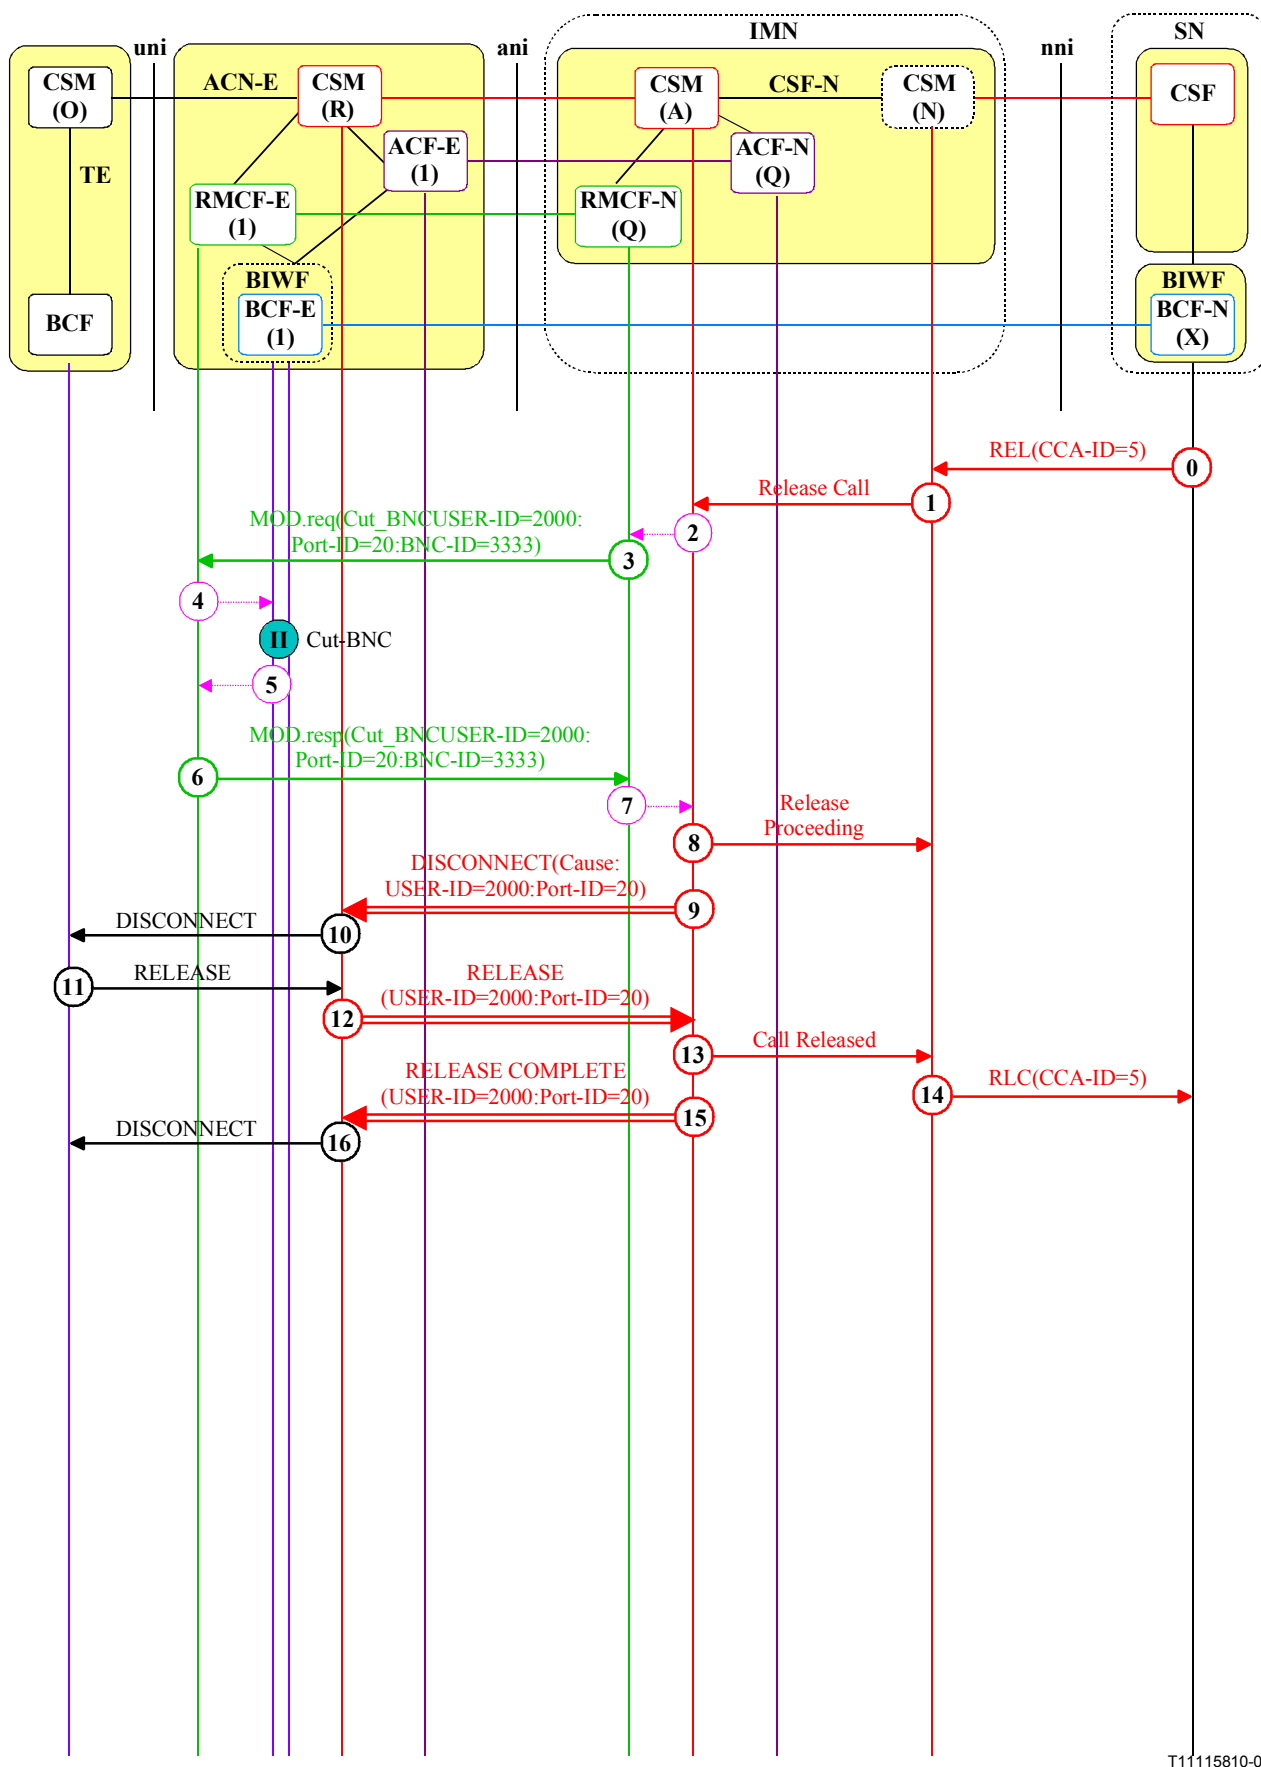 IMN
SN
uni
ani
nni
CSM
(O)
ACN-E
CSM
(R)
CSM
(A)
CSF-N
CSM
(N)
CSF
TE
ACF-E
(1)
ACF-N
(Q)
RMCF-E
(1)
RMCF-N
(Q)
BIWF
BIWF
BCF
BCF-E
(1)
BCF-N
(X)
REL(CCA-ID=5)
0
Release Call
1
MOD.req(Cut_BNCUSER-ID=2000:
Port-ID=20:BNC-ID=3333)
2
3
4
II
Cut-BNC
5
MOD.resp(Cut_BNCUSER-ID=2000:
Port-ID=20:BNC-ID=3333)
6
7
Release
Proceeding
8
DISCONNECT(Cause:
USER-ID=2000:Port-ID=20)
9
DISCONNECT
10
11
RELEASE
RELEASE
(USER-ID=2000:Port-ID=20)
12
Call Released
13
RELEASE COMPLETE
(USER-ID=2000:Port-ID=20)
RLC(CCA-ID=5)
14
15
DISCONNECT
16
T11115810-0